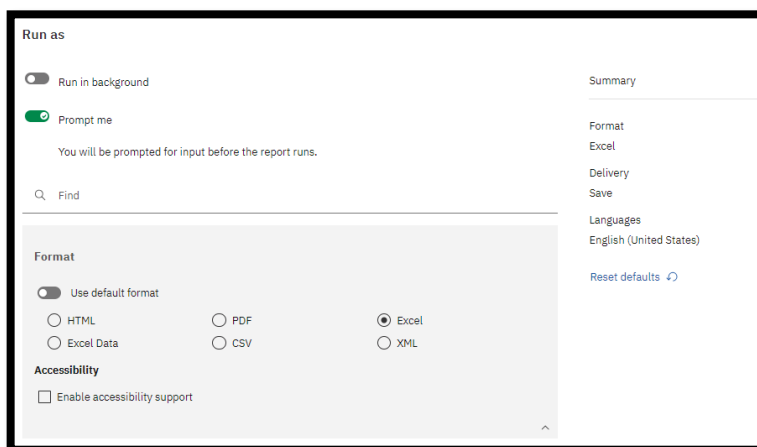 Run as
Run in background
Prompt me
You will be prompted for input before the report runs.
Find
Format
Use default format
HTML
PDF
Excel
Excel Data
CSV
XML
Accessibility
Enable accessibility support
Summary
Format
Excel
Delivery
Save
Languages
English (United States)
Reset defaults